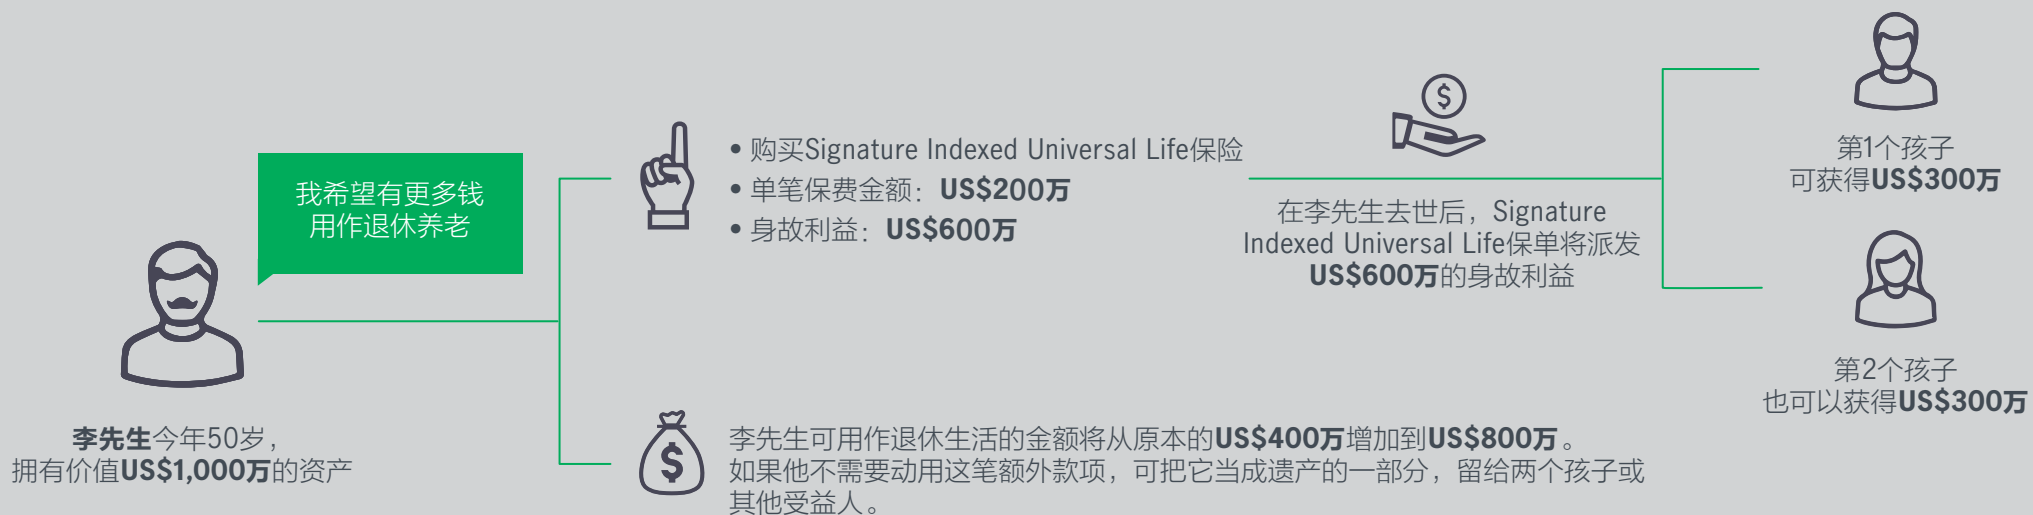 我希望有更多钱
用作退休养老
李先生今年50岁，
拥有价值US$1,000万的资产
• 购买Signature Indexed Universal Life保险
• 单笔保费金额：US$200万
• 身故利益：US$600万
在李先生去世后，Signature
Indexed Universal Life保单将派发
US$600万的身故利益
第1个孩子
可获得US$300万
第2个孩子
也可以获得US$300万
李先生可用作退休生活的金额将从原本的US$400万增加到US$800万。
如果他不需要动用这笔额外款项，可把它当成遗产的一部分，留给两个孩子或
其他受益人。